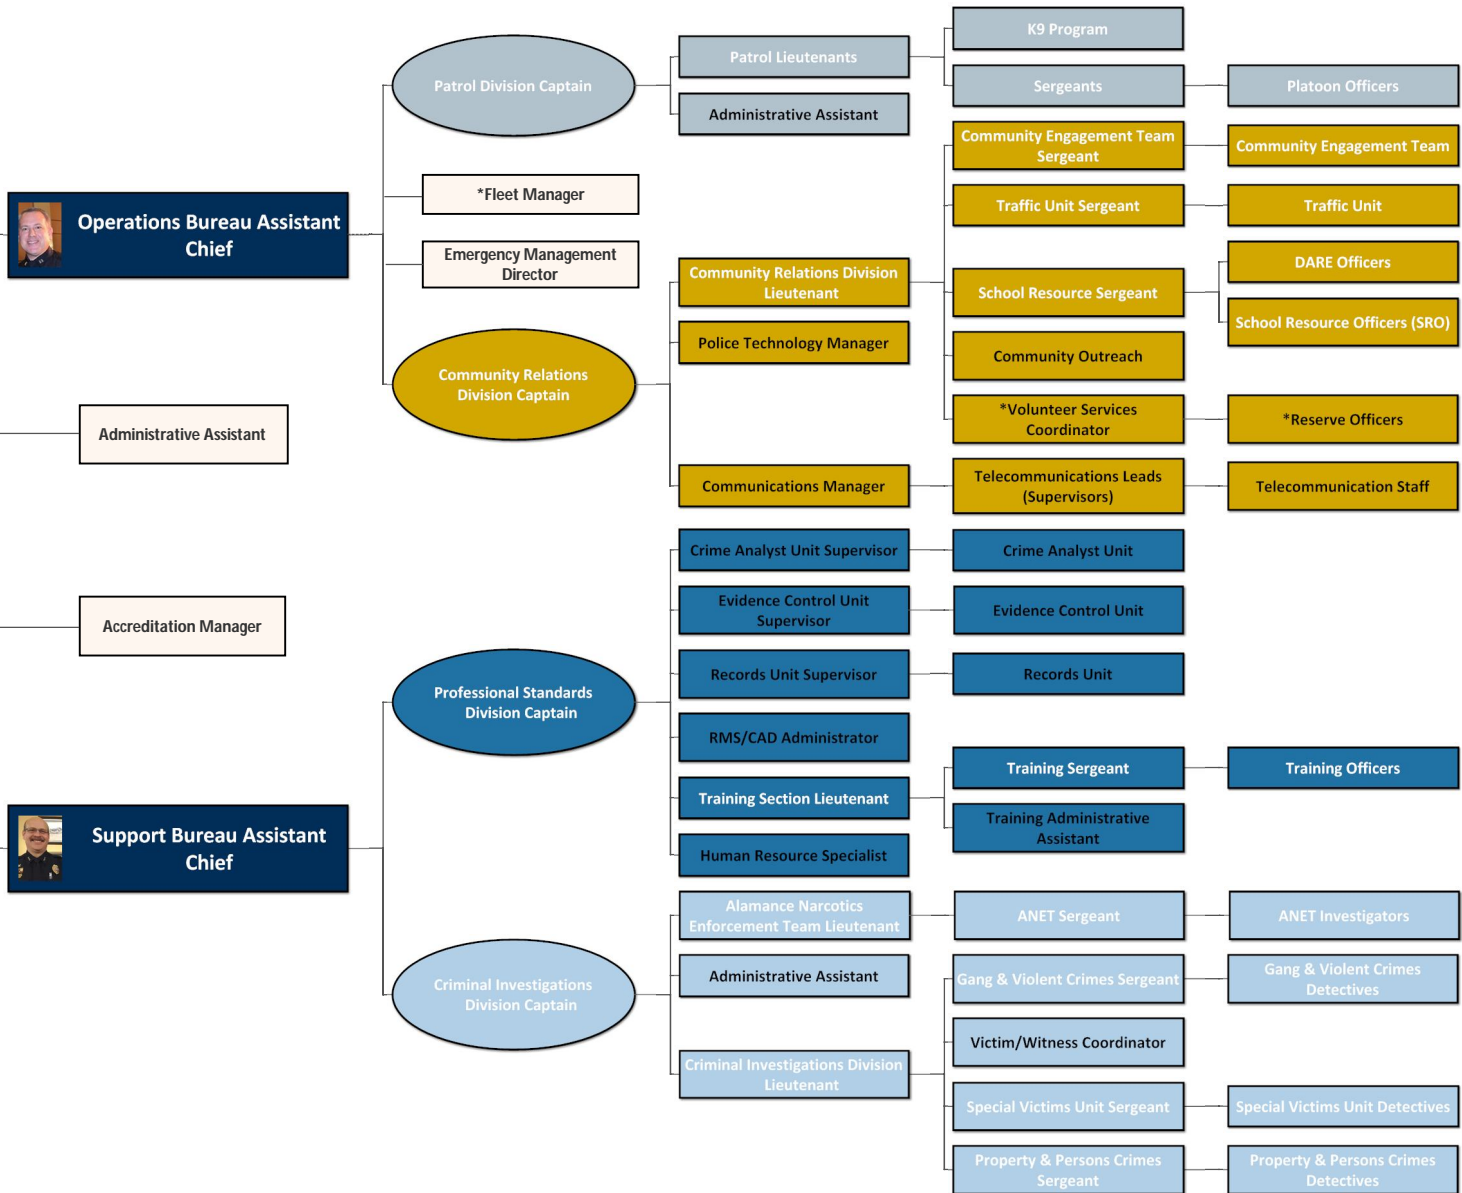 K9 Program
Patrol Lieutenants
Patrol Division Captain
Sergeants
Platoon Officers
Administrative Assistant
Community Engagement Team
Sergeant
Community Engagement Team
*Fleet Manager
Traffic Unit Sergeant
Traffic Unit
Operations Bureau Assistant
Chief
Emergency Management
Director
Community Relations Division
Lieutenant
School Resource Sergeant
DARE Officers
School Resource Officers (SRO)
Police Technology Manager
Community Outreach
Community Relations
Division Captain
*Volunteer Services
Coordinator
*Reserve Officers
Administrative Assistant
Communications Manager
Telecommunications Leads
(Supervisors)
Telecommunication Staff
Crime Analyst Unit Supervisor
Crime Analyst Unit
Evidence Control Unit
Supervisor
Evidence Control Unit
Accreditation Manager
Records Unit Supervisor
Records Unit
Professional Standards
Division Captain
RMS/CAD Administrator
Training Section Lieutenant
Training Sergeant
Training Officers
Training Administrative
Assistant
Support Bureau Assistant
Chief
Human Resource Specialist
Alamance Narcotics
Enforcement Team Lieutenant
ANET Sergeant
ANET Investigators
Administrative Assistant
Gang & Violent Crimes Sergeant
Gang & Violent Crimes
Detectives
Criminal Investigations
Division Captain
Victim/Witness Coordinator
Criminal Investigations Division
Lieutenant
Special Victims Unit Sergeant
Special Victims Unit Detectives
Property & Persons Crimes
Sergeant
Property & Persons Crimes
Detectives